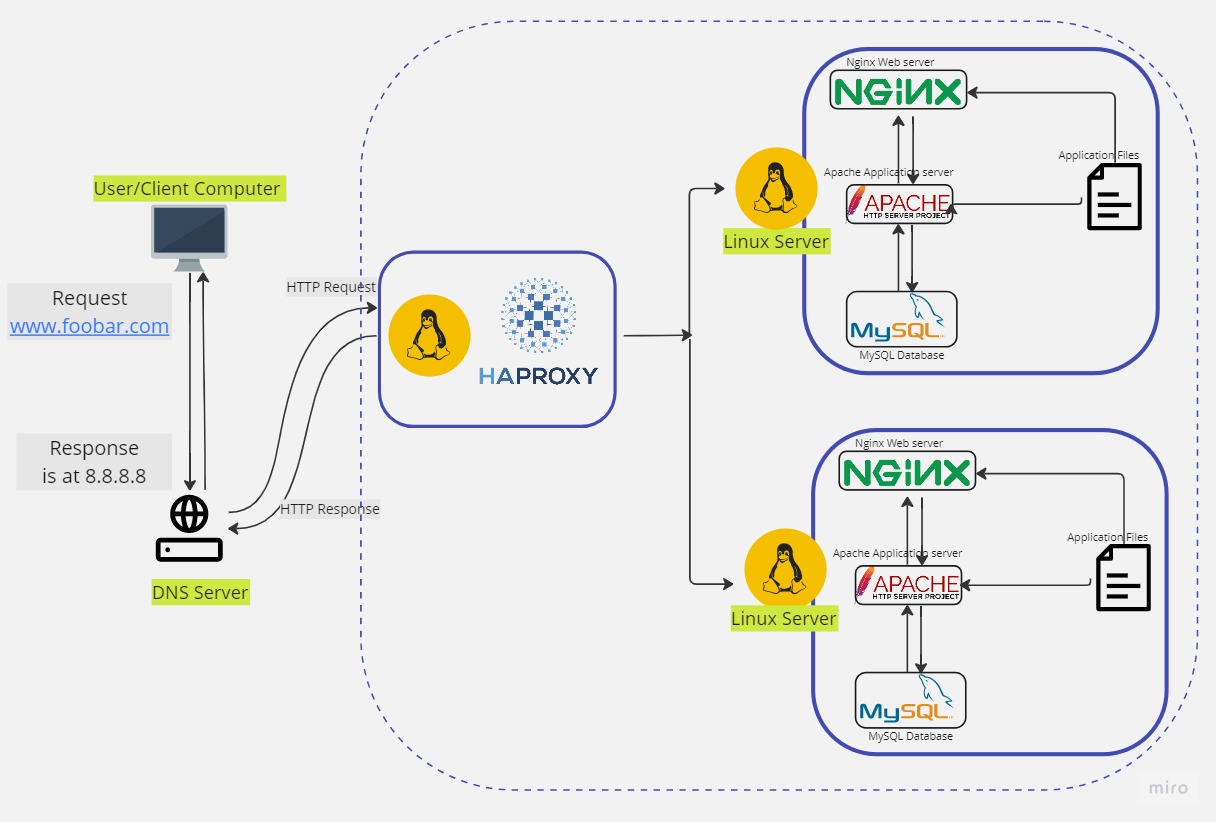 User/Client Computer
Request
www.foobar.com
Response
is at 8.8.8.8
DNS Server
HTTP Request
HTTP Response
HAPROXY
Linux Server
Nginx Web server
NGINX
Application Files
Apache Application server
APACHE
HTTP SERVER PROJECT
MySQL
MySQL Database
Linux Server
Nginx Web server
NGINX
Application Files
Apache Application server
APACHE
HTTP SERVER PROJECT
MySQL
MySQL Database
miro